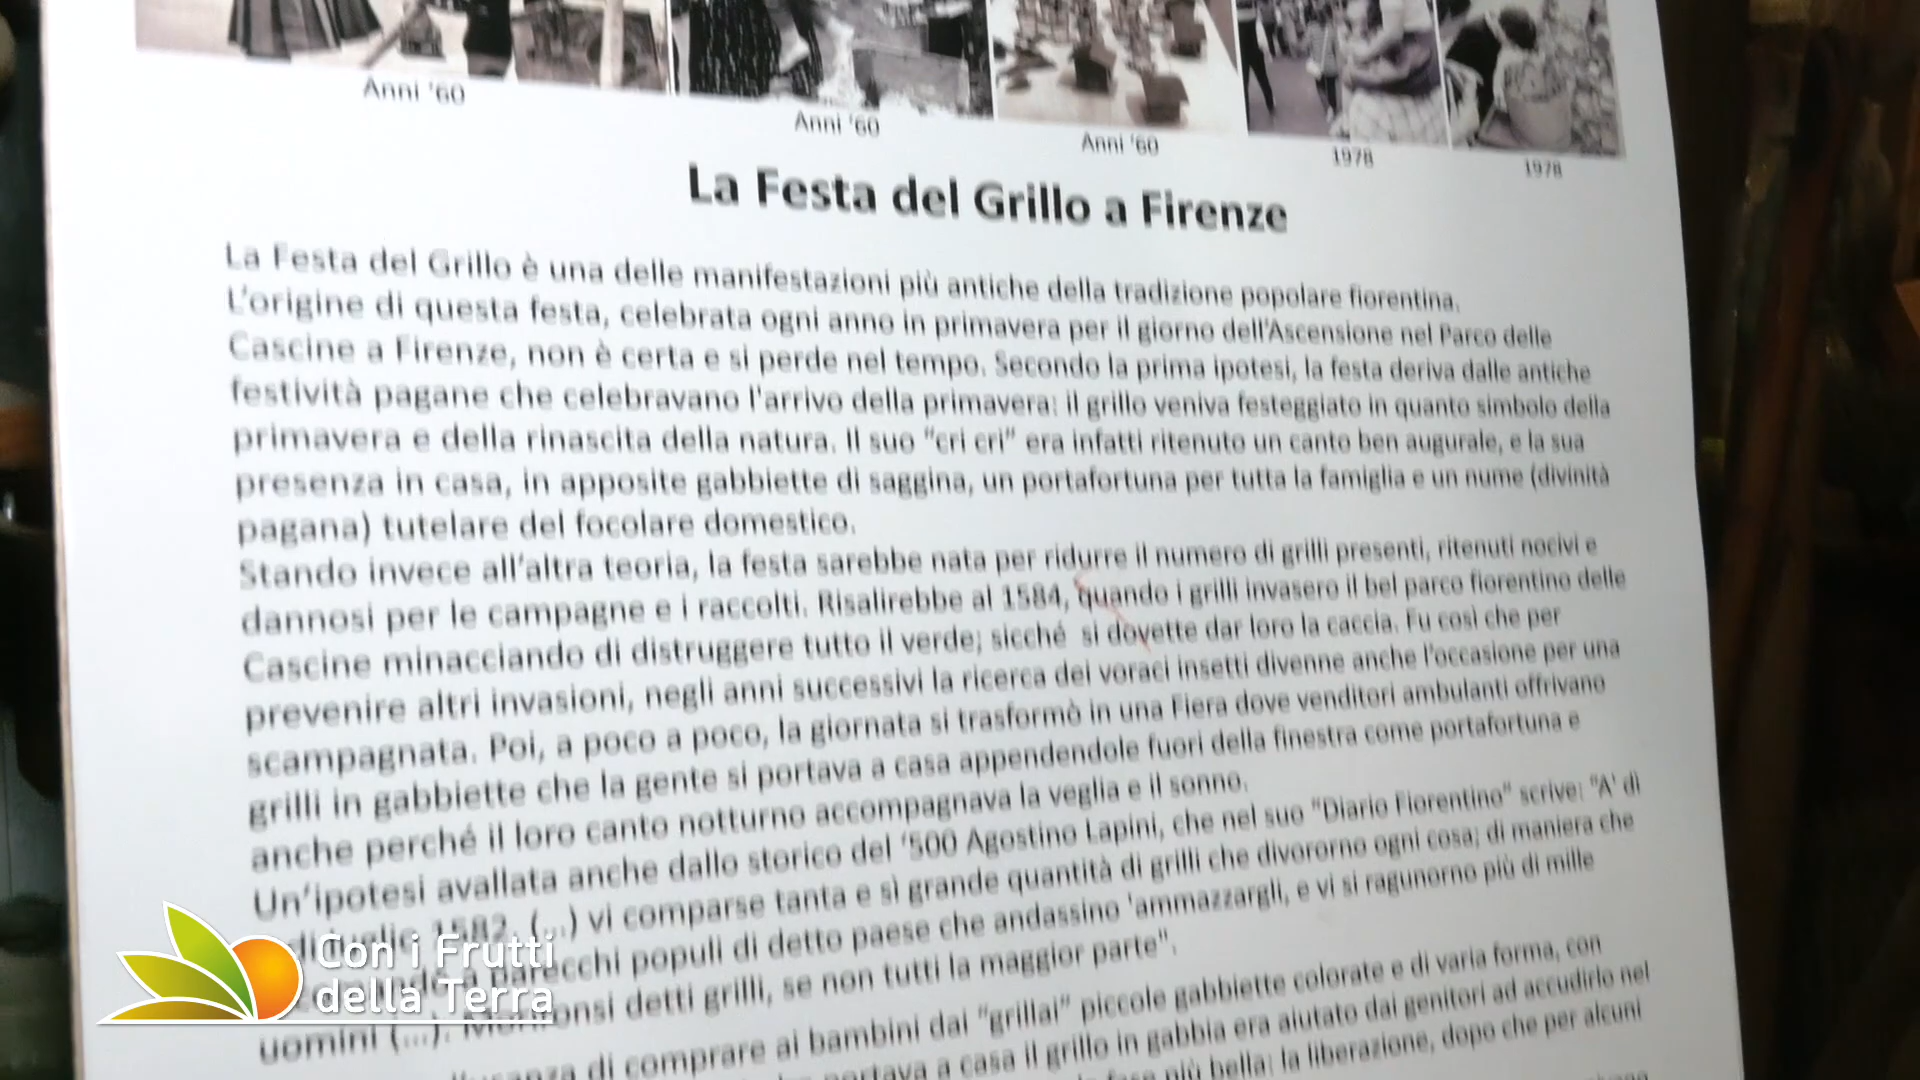 Anni '60
Anni '60
Anni '60
1978
1978
La Festa del Grillo a Firenze
La Festa del Grillo è una delle manifestazioni più antiche della tradizione popolare fiorentina.
L'origine di questa festa, celebrata ogni anno in primavera per il giorno dell'Ascensione nel Parco delle
Cascine a Firenze, non è certa e si perde nel tempo. Secondo la prima ipotesi, la festa deriva dalle antiche
festività pagane che celebravano l'arrivo della primavera: il grillo veniva festeggiato in quanto simbolo della
primavera e della rinascita della natura. Il suo "cri cri" era infatti ritenuto un canto ben augurale, e la sua
presenza in casa, in apposite gabbiette di saggina, un portafortuna per tutta la famiglia e un nume (divinità
pagana) tutelare del focolare domestico.
Stando invece all'altra teoria, la festa sarebbe nata per ridurre il numero di grilli presenti, ritenuti nocivi e
dannosi per le campagne e i raccolti. Risalirebbe al 1584, quando i grilli invasero il bel parco fiorentino delle
Cascine minacciando di distruggere tutto il verde; sicché si dovette dar loro la caccia. Fu così che per
prevenire altri invasioni, negli anni successivi la ricerca dei voraci insetti divenne anche l'occasione per una
scampagnata. Poi, a poco a poco, la giornata si trasformò in una Fiera dove venditori ambulanti offrivano
grilli in gabbiette che la gente si portava a casa appendendole fuori della finestra come portafortuna e
anche perché il loro canto notturno accompagnava la veglia e il sonno.
Un'ipotesi avallata anche dallo storico del '500 Agostino Lapini, che nel suo "Diario Fiorentino" scrive: "A' dì
di luglio 1582, (...) vi comparse tanta e sì grande quantità di grilli che divororno ogni cosa; di maniera che
a parecchi populi di detto paese che andassino 'ammazzargli, e vi si ragunorno più di mille
uomini (...). detti grilli, se non tutti la maggior parte".
di comprare ai bambini dai "grillai" piccole gabbiette colorate e di varia forma, con
portava a casa il grillo in gabbia era aiutato dai genitori ad accudirlo nel
fase più bella: la liberazione, dopo che per alcuni
Con i Frutti
della Terra